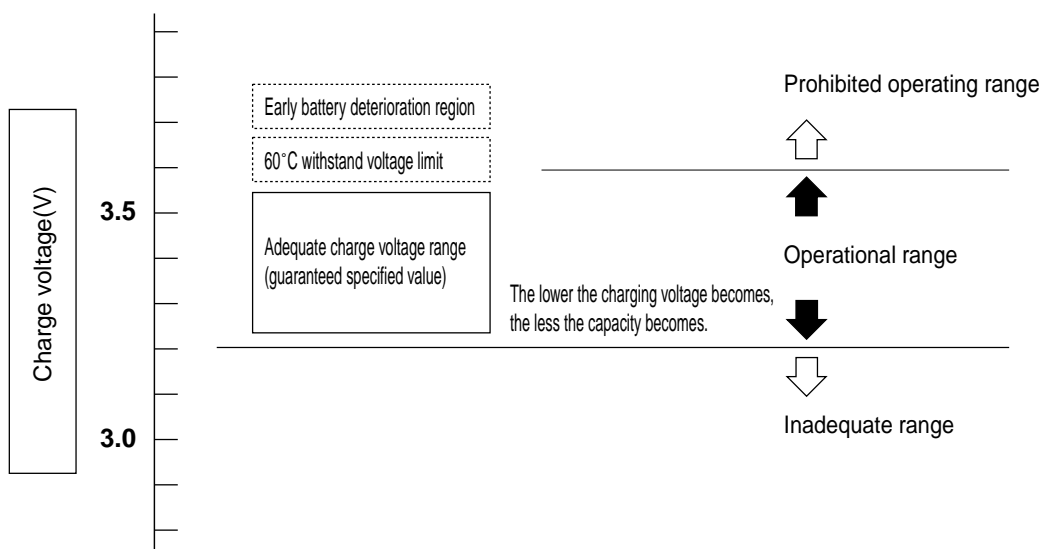 Charge voltage(V)
3.5
3.0
Early battery deterioration region
60°C withstand voltage limit
Adequate charge voltage range
(guaranteed specified value)
The lower the charging voltage becomes,
the less the capacity becomes.
Prohibited operating range
Operational range
Inadequate range